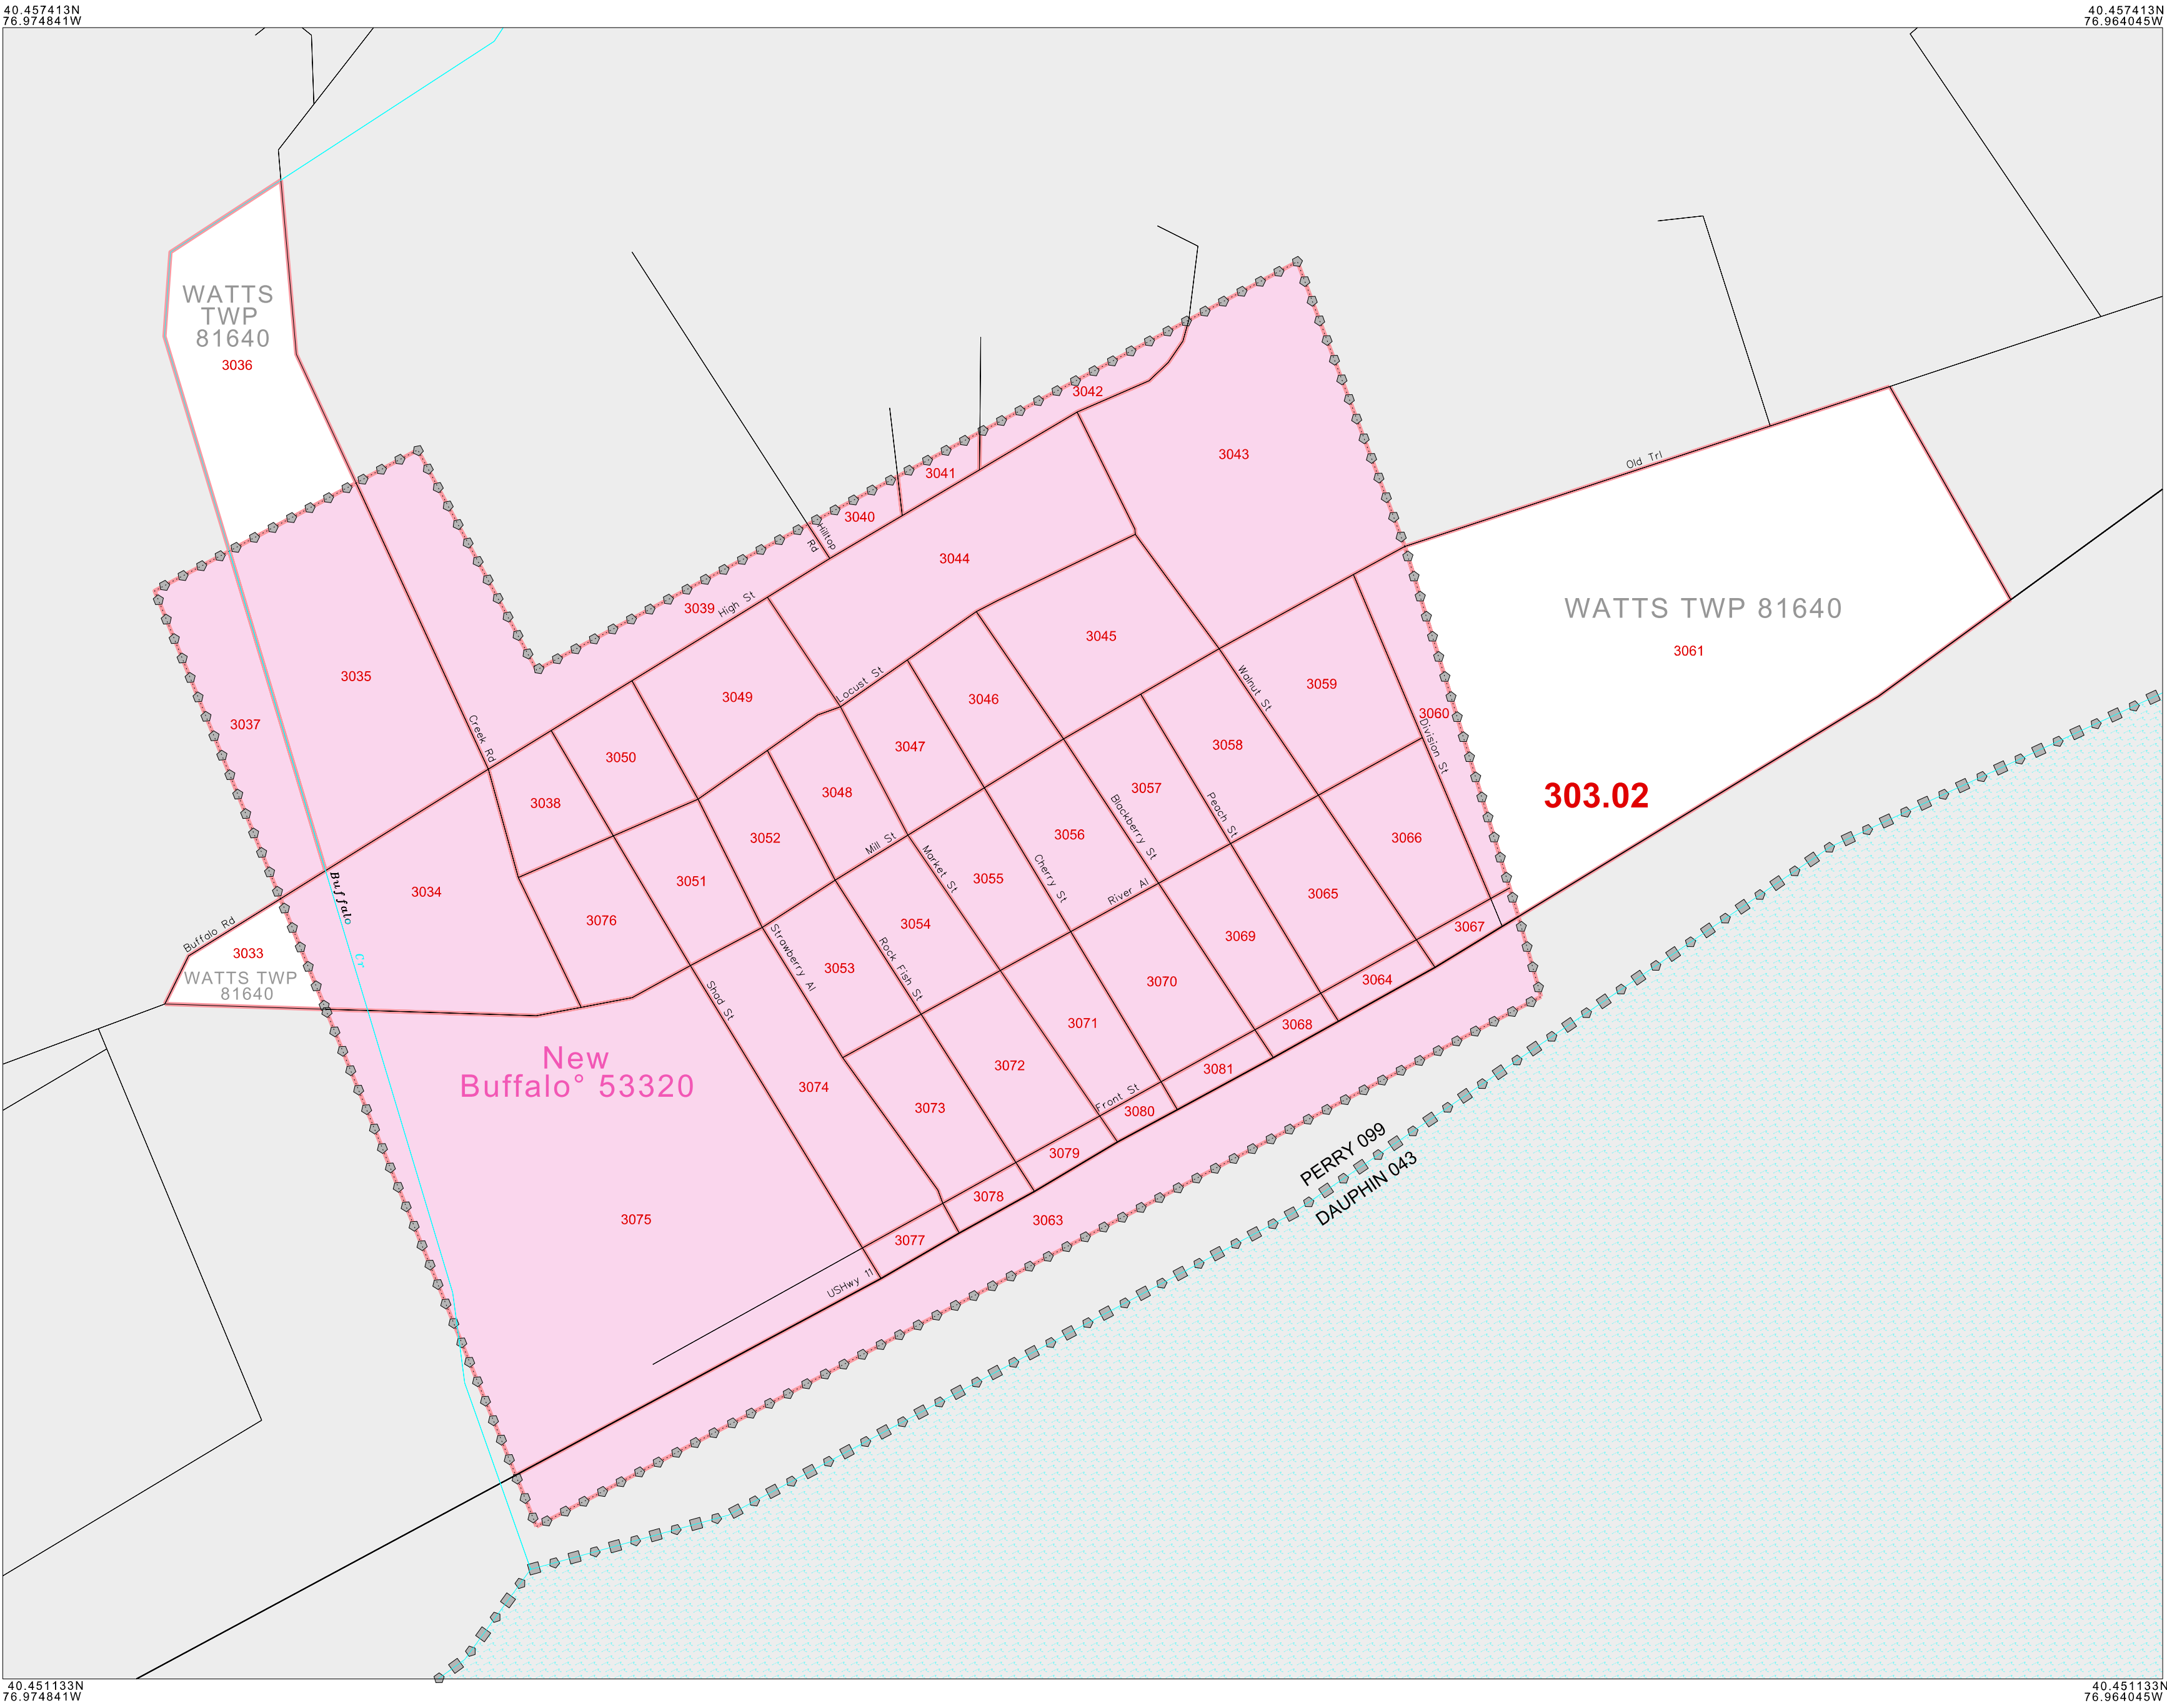 40.457413N
76.974841W
40.457413N
76.964045W
WATTS
TWP
81640
3036
3042
3043
3041
Old Trl
3040
Hilltop
Rd
3044
3039
High St
WATTS TWP 81640
3061
3045
3035
Locust St
3049
3046
Walnut St
3059
3060
3037
Creek Rd
3047
3058
Division St
3050
3048
3057
303.02
3038
Peach St
Blackberry St
3056
3052
Mill St
3066
Market St
Cherry St
3055
3051
River Al
3034
Buffalo
Cr
3065
3076
3054
3067
Buffalo Rd
3069
3033
Strawberry Al
Rock Fish St
3053
WATTS TWP
81640
3070
3064
Shad St
3071
3068
New
Buffalo° 53320
3072
3081
3074
Front St
3073
3080
PERRY 099
DAUPHIN 043
3079
3078
3075
3063
3077
USHwy 11
40.451133N
76.974841W
40.451133N
76.964045W